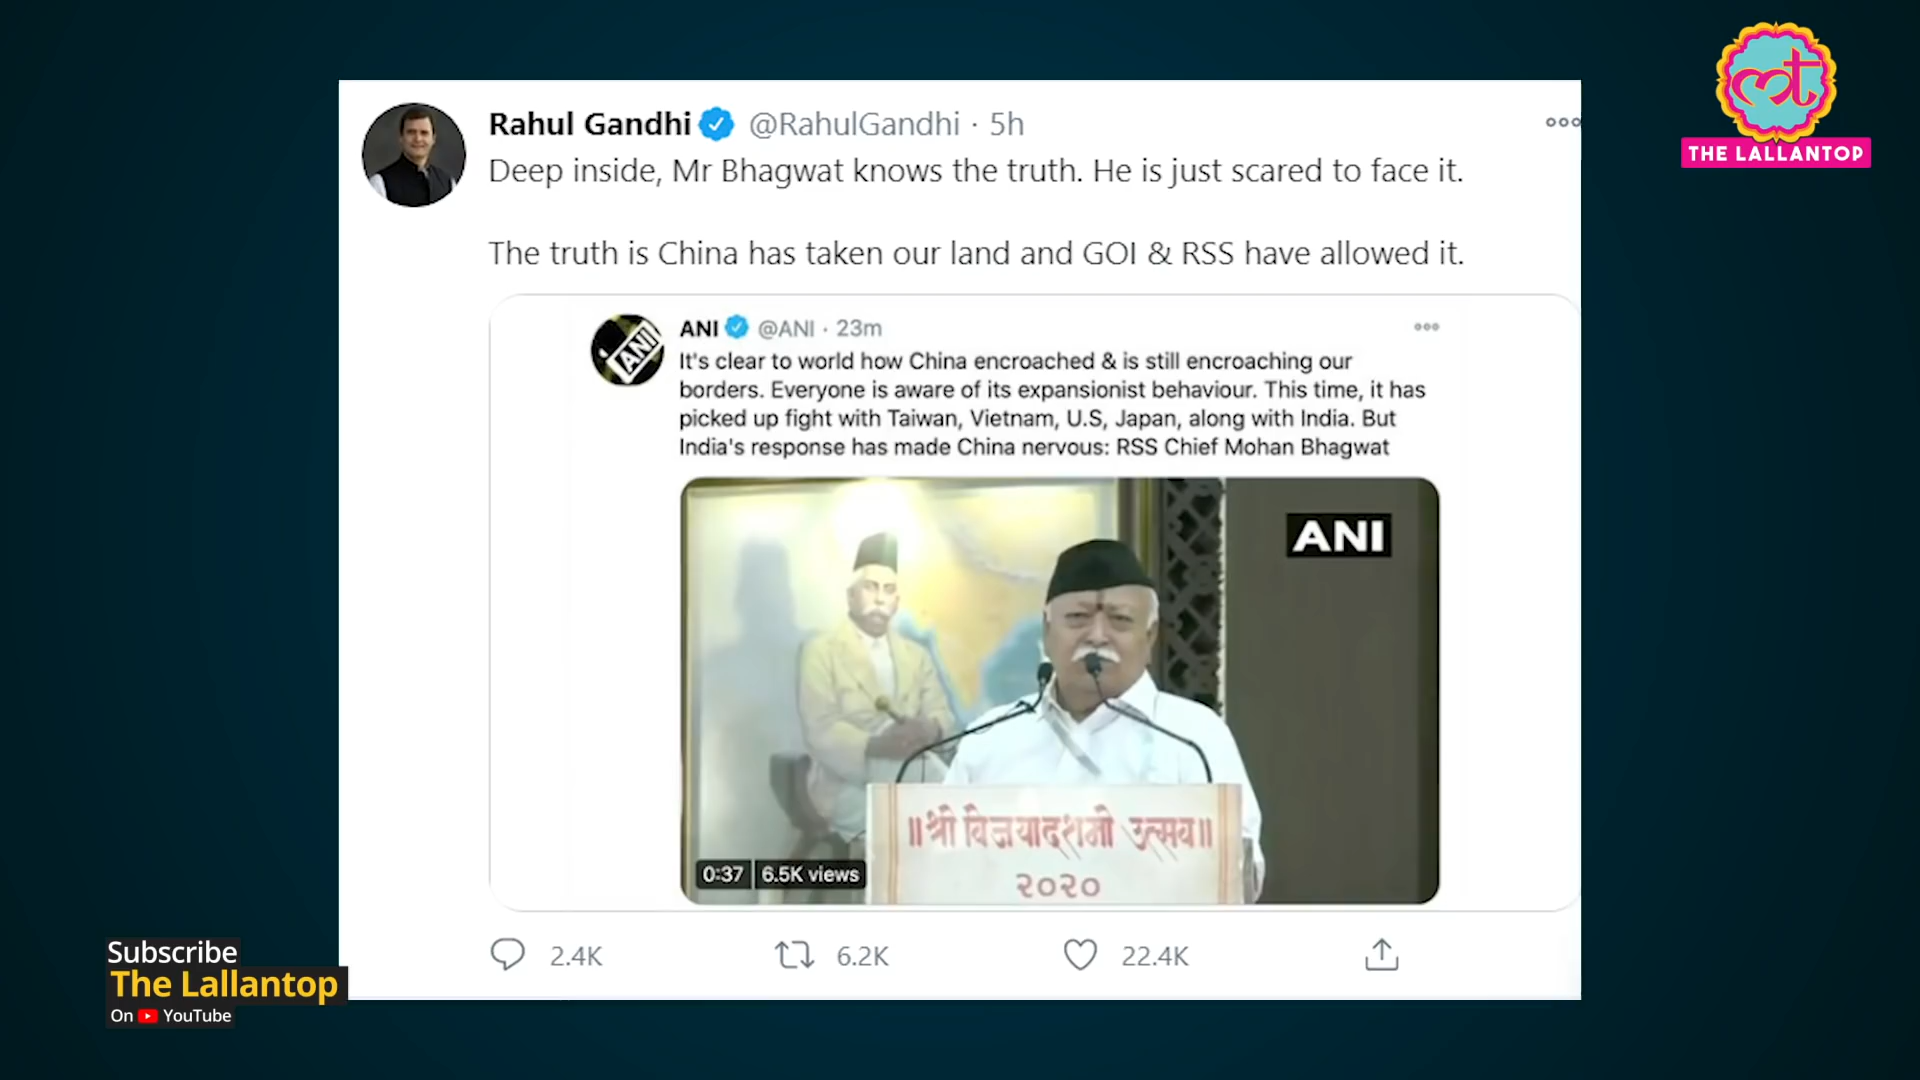 Rahul Gandhi @RahulGandhi · 5h
Deep inside, Mr Bhagwat knows the truth. He is just scared to face it.
The truth is China has taken our land and GOI & RSS have allowed it.
ANI @ANI · 23m
It's clear to world how China encroached & is still encroaching our
borders. Everyone is aware of its expansionist behaviour. This time, it has
picked up fight with Taiwan, Vietnam, U.S, Japan, along with India. But
India's response has made China nervous: RSS Chief Mohan Bhagwat
ANI
ANI
॥श्री विजयादशमी उत्सव॥
२०२०
0:37 6.5K views
2.4K 6.2K 22.4K
Subscribe
The Lallantop
On YouTube
THE LALLANTOP